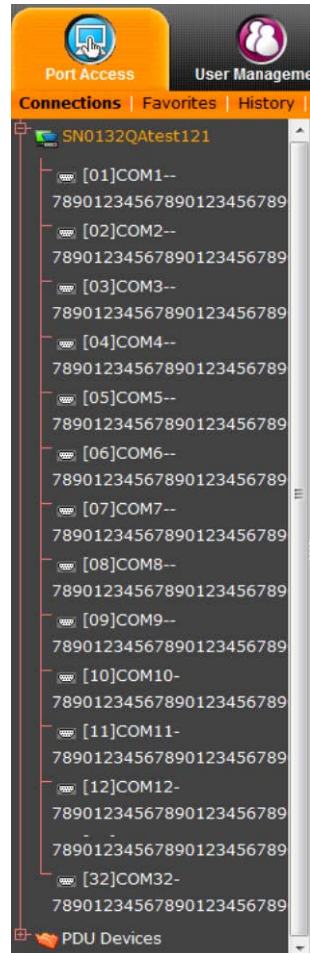 Port Access
User Manageme
Connections | Favorites | History |
SN0132QAtest121
[01]COM1--
78901234567890123456789
[02]COM2--
78901234567890123456789
[03]COM3--
78901234567890123456789
[04]COM4--
78901234567890123456789
[05]COM5--
78901234567890123456789
[06]COM6--
78901234567890123456789
[07]COM7--
78901234567890123456789
[08]COM8--
78901234567890123456789
[09]COM9--
78901234567890123456789
[10]COM10-
78901234567890123456789
[11]COM11-
78901234567890123456789
[12]COM12-
78901234567890123456789
- -
78901234567890123456789
[32]COM32-
78901234567890123456789
PDU Devices